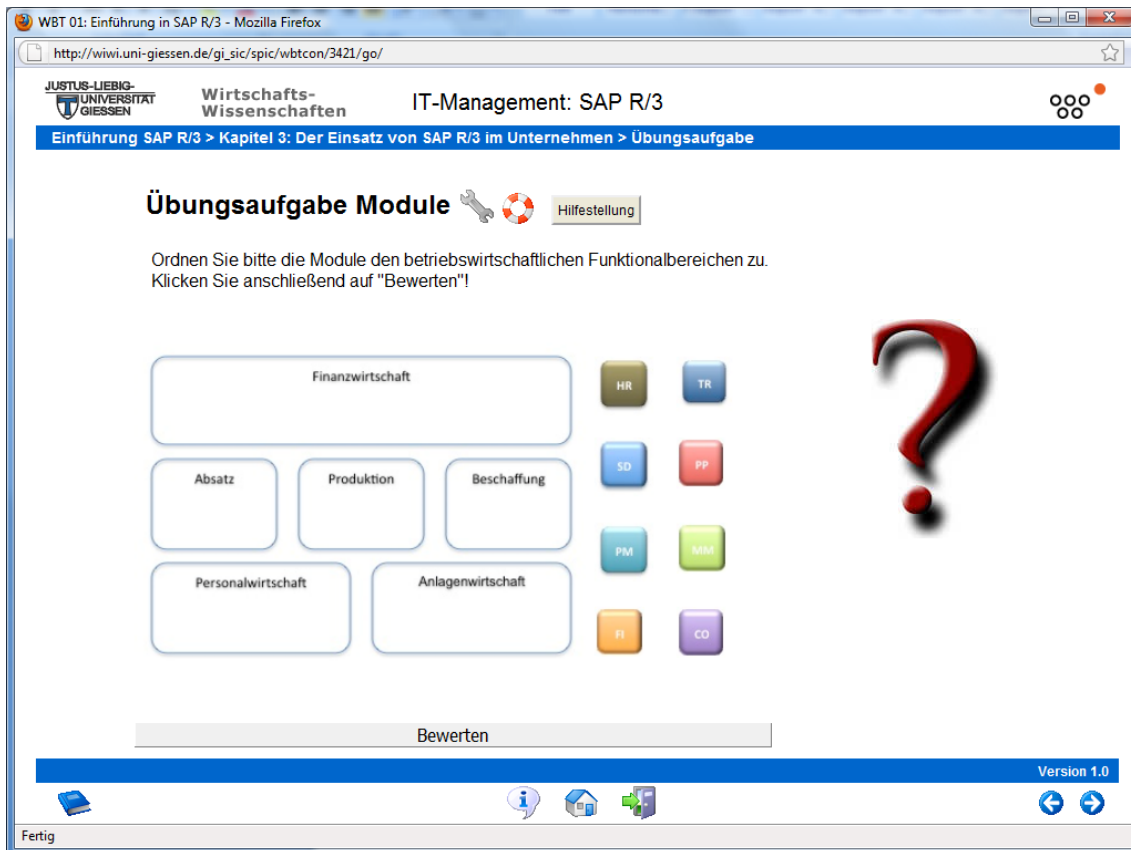 WBT 01: Einführung in SAP R/3 - Mozilla Firefox
http://wiwi.uni-giessen.de/gi_sic/spic/wbtcon/3421/go/
JUSTUS-LIEBIG-
UNIVERSITÄT
GIESSEN
Wirtschafts-
Wissenschaften
IT-Management: SAP R/3
Einführung SAP R/3 > Kapitel 3: Der Einsatz von SAP R/3 im Unternehmen > Übungsaufgabe
Übungsaufgabe Module
Hilfestellung
Ordnen Sie bitte die Module den betriebswirtschaftlichen Funktionalbereichen zu.
Klicken Sie anschließend auf "Bewerten"!
Finanzwirtschaft
HR TR
Absatz Produktion Beschaffung
SD PP
PM MM
Personalwirtschaft Anlagenwirtschaft
FI CO
?
Bewerten
Version 1.0
Fertig